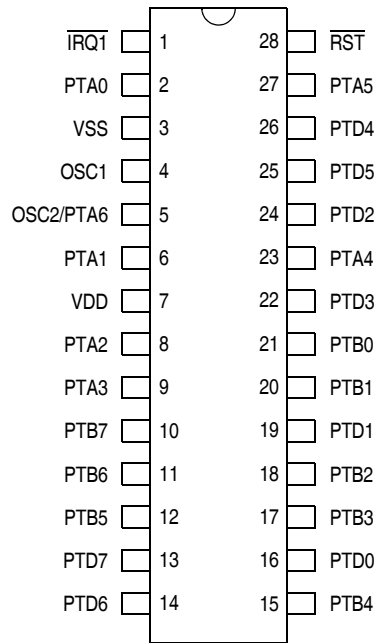 I̅R̅Q̅1̅ 1 28 R̅S̅T̅
PTA0 2 27 PTA5
VSS 3 26 PTD4
OSC1 4 25 PTD5
OSC2/PTA6 5 24 PTD2
PTA1 6 23 PTA4
VDD 7 22 PTD3
PTA2 8 21 PTB0
PTA3 9 20 PTB1
PTB7 10 19 PTD1
PTB6 11 18 PTB2
PTB5 12 17 PTB3
PTD7 13 16 PTD0
PTD6 14 15 PTB4